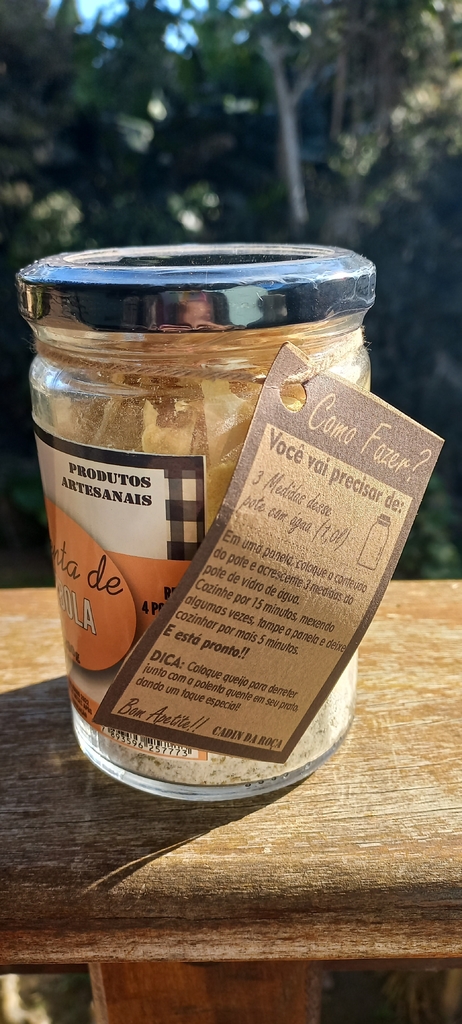 PRODUTOS
ARTESANAIS
de
4
Como Fazer?
Você vai precisar de:
3 Medidas desse
pote com água (1,0l)
Em uma panela, coloque o conteúdo
do pote e acrescente 3 medidas do
pote de vidro de água.
Cozinhe por 15 minutos, mexendo
algumas vezes, tampe a panela e deixe
cozinhar por mais 5 minutos.
E está pronto!!
DICA: Coloque queijo para derreter
junto com a polenta quente em seu prato,
dando um toque especial!
Bom Apetite!!
CADIN DA ROÇA